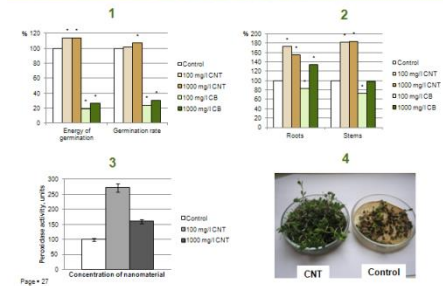 1
%
120
100
80
60
40
20
0
* *
* *
*
* *
Energy of
germination
Germination rate
Control
100 mg/l CNT
1000 mg/l CNT
100 mg/l CB
1000 mg/l CB
2
%
200
180
160
140
120
100
80
60
40
20
0
* * * *
* * *
Roots
Stems
Control
100 mg/l CNT
1000 mg/l CNT
100 mg/l CB
1000 mg/l CB
3
Peroxidase activity, units
300
250
200
150
100
50
0
Concentration of nanomaterial
Control
100 mg/l CNT
1000 mg/l CNT
4
CNT
Control
Page ▪ 27